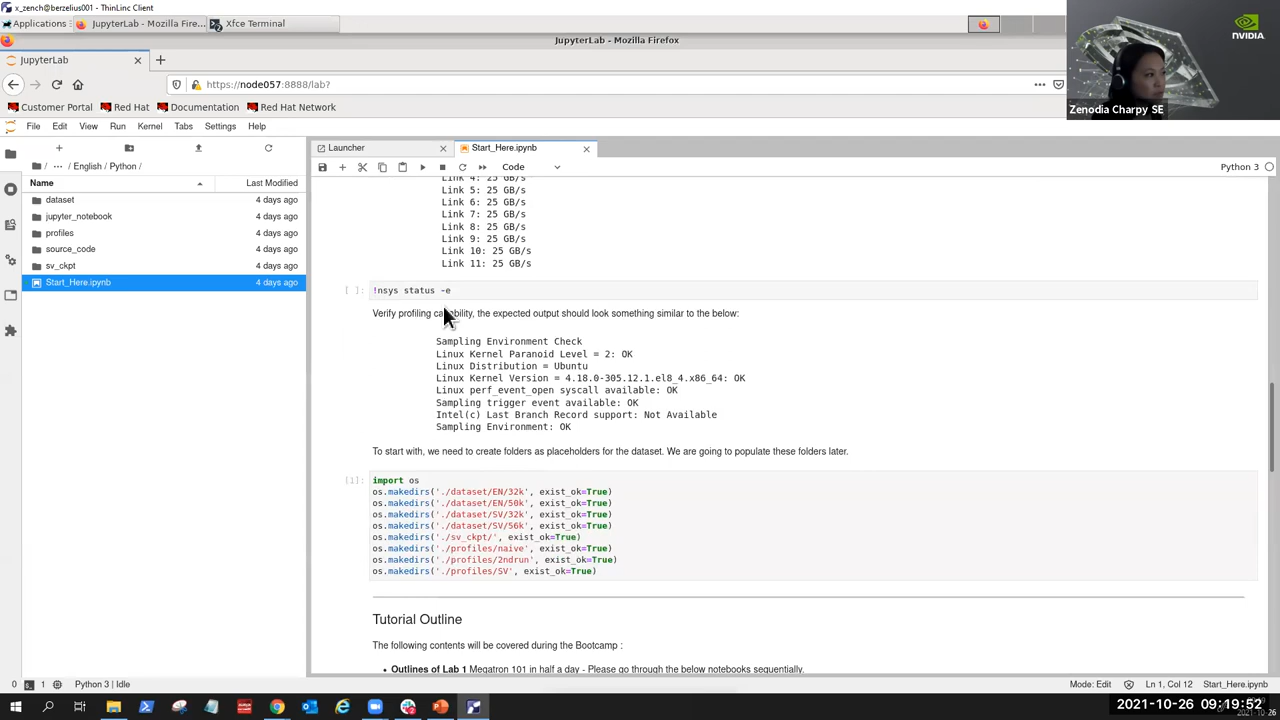 x_zench@berzelius001 - ThinLinc Client
Applications
JupyterLab - Mozilla Fire...
Xfce Terminal
JupyterLab - Mozilla Firefox
JupyterLab
https://node057:8888/lab?
Customer Portal
Red Hat
Documentation
Red Hat Network
NVIDIA
Zenodia Charpy SE
File
Edit
View
Run
Kernel
Tabs
Settings
Help
/ ··· / English / Python /
Name
Last Modified
dataset 4 days ago
jupyter_notebook 4 days ago
profiles 4 days ago
source_code 4 days ago
sv_ckpt 4 days ago
Start_Here.ipynb 4 days ago
Launcher
Start_Here.ipynb
Code
Python 3
Link 4: 25 GB/s
Link 5: 25 GB/s
Link 6: 25 GB/s
Link 7: 25 GB/s
Link 8: 25 GB/s
Link 9: 25 GB/s
Link 10: 25 GB/s
Link 11: 25 GB/s
[ ]: !nsys status -e
Verify profiling capability, the expected output should look something similar to the below:
Sampling Environment Check
Linux Kernel Paranoid Level = 2: OK
Linux Distribution = Ubuntu
Linux Kernel Version = 4.18.0-305.12.1.el8_4.x86_64: OK
Linux perf_event_open syscall available: OK
Sampling trigger event available: OK
Intel(c) Last Branch Record support: Not Available
Sampling Environment: OK
To start with, we need to create folders as placeholders for the dataset. We are going to populate these folders later.
[1]: import os
os.makedirs('./dataset/EN/32k', exist_ok=True)
os.makedirs('./dataset/EN/50k', exist_ok=True)
os.makedirs('./dataset/SV/32k', exist_ok=True)
os.makedirs('./dataset/SV/56k', exist_ok=True)
os.makedirs('./sv_ckpt/', exist_ok=True)
os.makedirs('./profiles/naive', exist_ok=True)
os.makedirs('./profiles/2ndrun', exist_ok=True)
os.makedirs('./profiles/SV', exist_ok=True)
Tutorial Outline
The following contents will be covered during the Bootcamp :
• Outlines of Lab 1 Megatron 101 in half a day - Please go through the below notebooks sequentially.
0
1
Python 3 | Idle
Mode: Edit
Ln 1, Col 12
Start_Here.ipynb
2021-10-26 09:19:52
2021-10-26